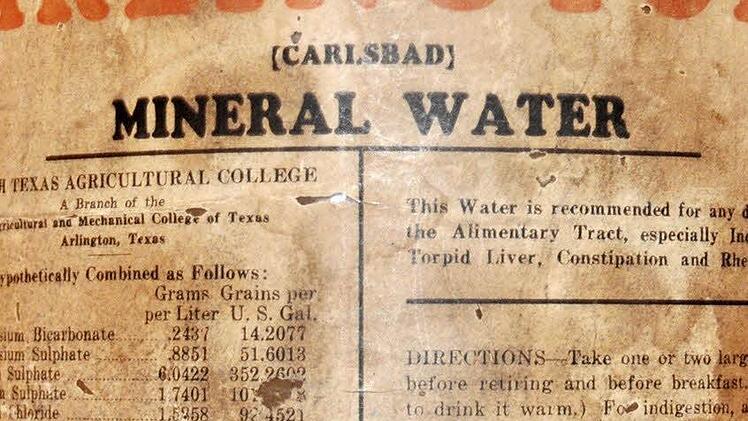 (CARLSBAD)
MINERAL WATER
TEXAS AGRICULTURAL COLLEGE
A Branch of the
and Mechanical College of Texas
Arlington, Texas
Combined as Follows:
Grams Grains per
per Liter U. S. Gal.
Bicarbonate .2437 14.2077
Sulphate .8851 51.6013
Sulphate 6.0422
Sulphate 1.7401
Chloride
This Water is recommended for any
the Alimentary Tract, especially
Torpid Liver, Constipation and
DIRECTIONS—Take one or two
before retiring and before breakfast.
to drink it warm.) For indigestion,